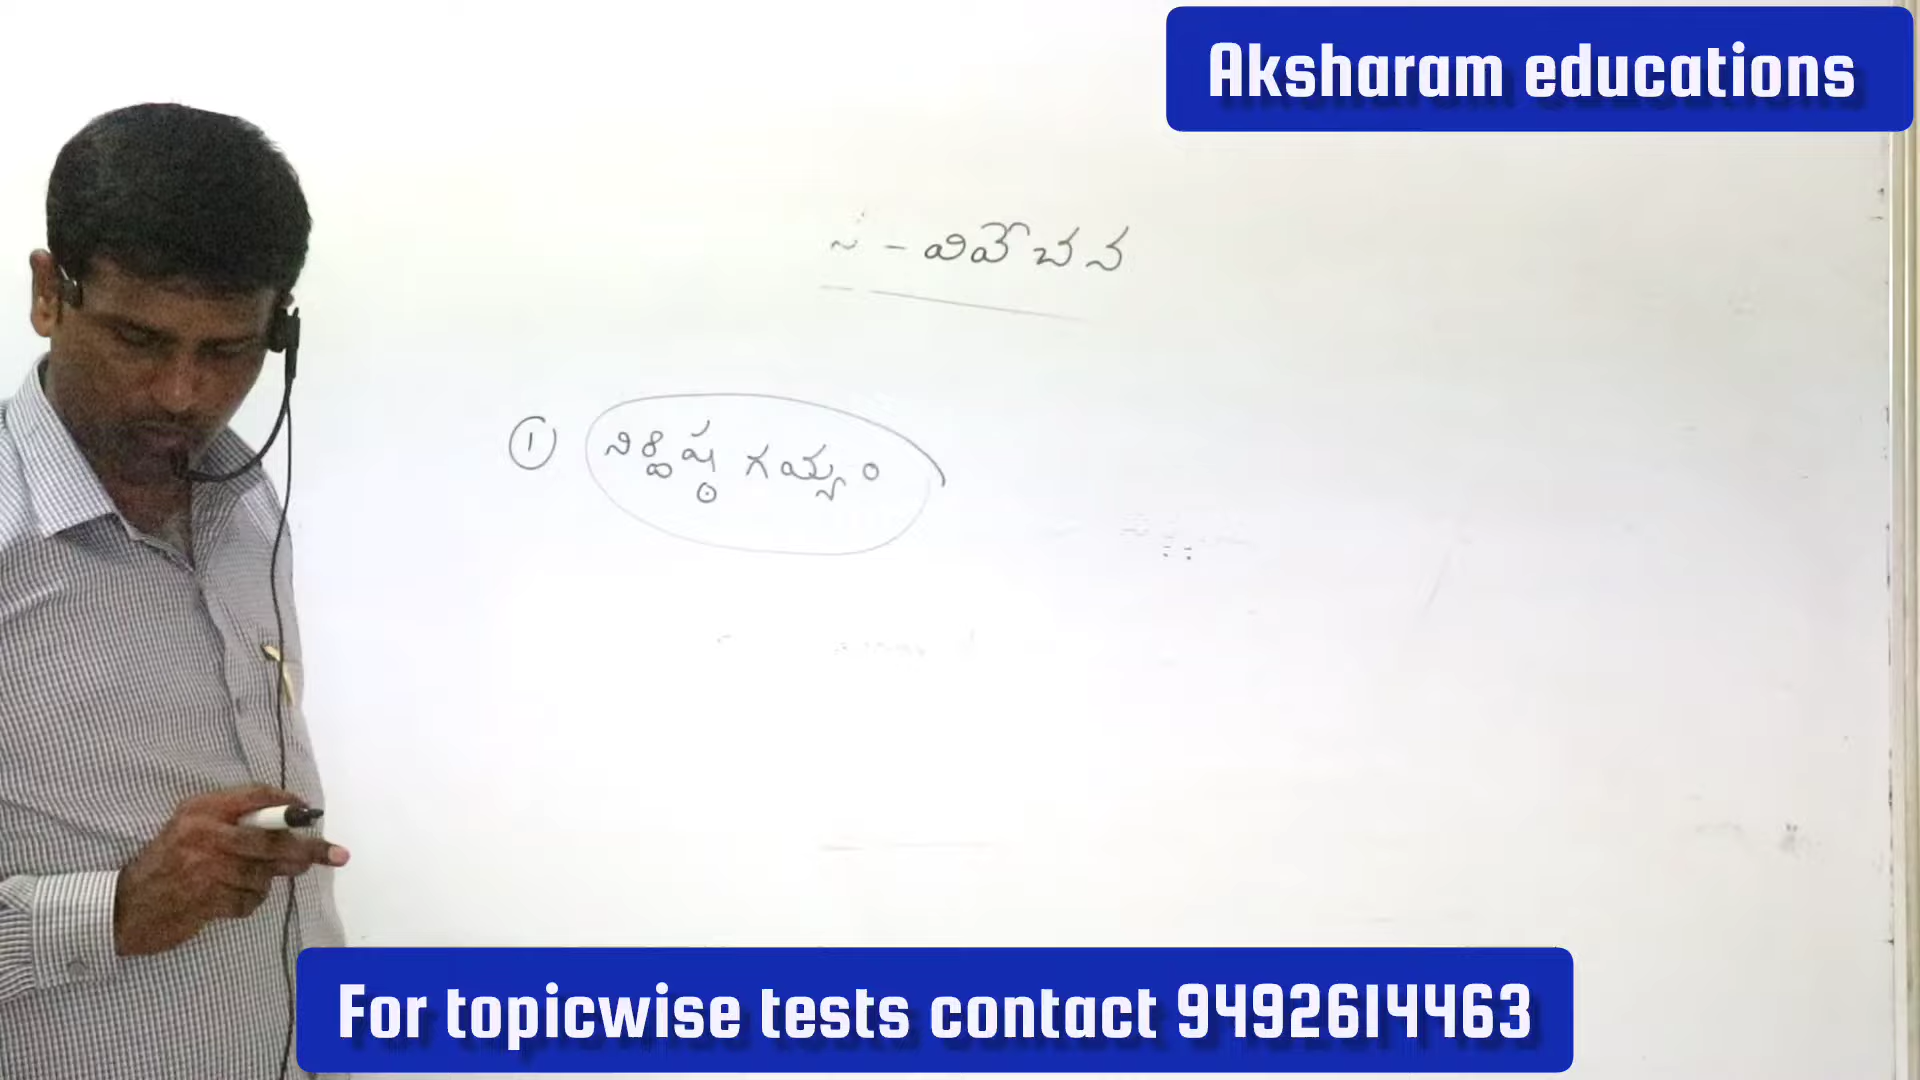 Aksharam educations
- వివేచన
① నిర్దిష్ట గమ్యం
For topicwise tests contact 9492614463